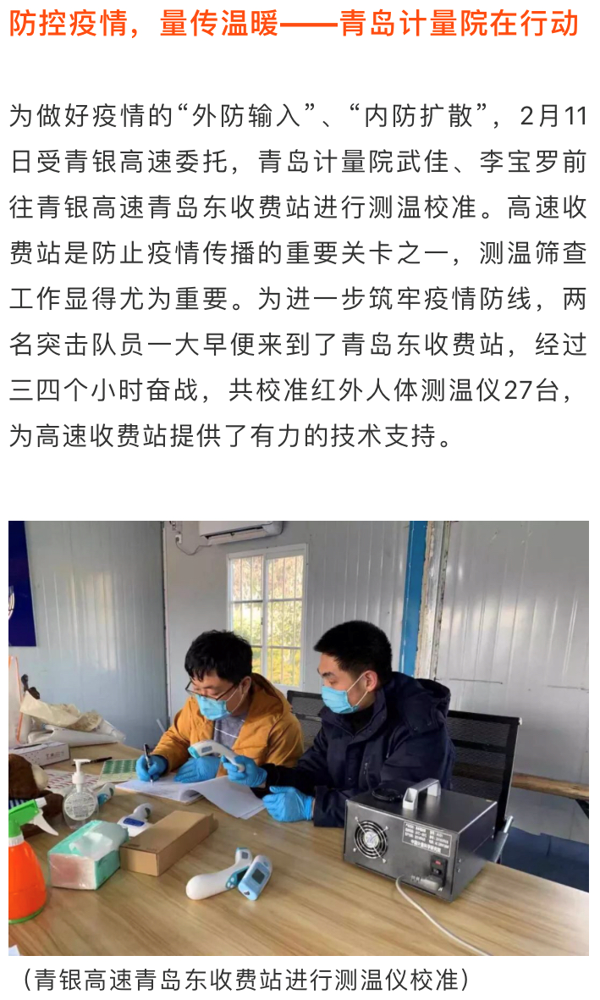 防控疫情，量传温暖——青岛计量院在行动
为做好疫情的“外防输入”、“内防扩散”，2月11
日受青银高速委托，青岛计量院武佳、李宝罗前
往青银高速青岛东收费站进行测温校准。高速收
费站是防止疫情传播的重要关卡之一，测温筛查
工作显得尤为重要。为进一步筑牢疫情防线，两
名突击队员一大早便来到了青岛东收费站，经过
三四个小时奋战，共校准红外人体测温仪27台，
为高速收费站提供了有力的技术支持。
（青银高速青岛东收费站进行测温仪校准）